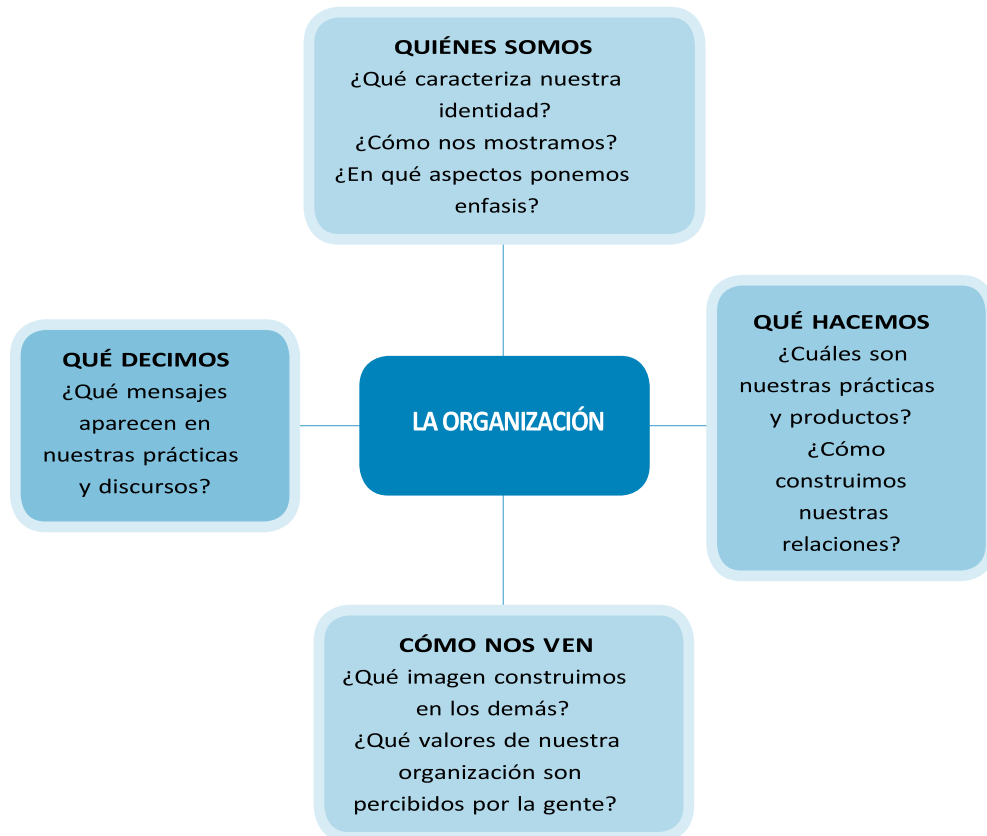 QUIÉNES SOMOS
¿Qué caracteriza nuestra
identidad?
¿Cómo nos mostramos?
¿En qué aspectos ponemos
enfasis?
QUÉ DECIMOS
¿Qué mensajes
aparecen en
nuestras prácticas
y discursos?
LA ORGANIZACIÓN
QUÉ HACEMOS
¿Cuáles son
nuestras prácticas
y productos?
¿Cómo
construimos
nuestras
relaciones?
CÓMO NOS VEN
¿Qué imagen construimos
en los demás?
¿Qué valores de nuestra
organización son
percibidos por la gente?